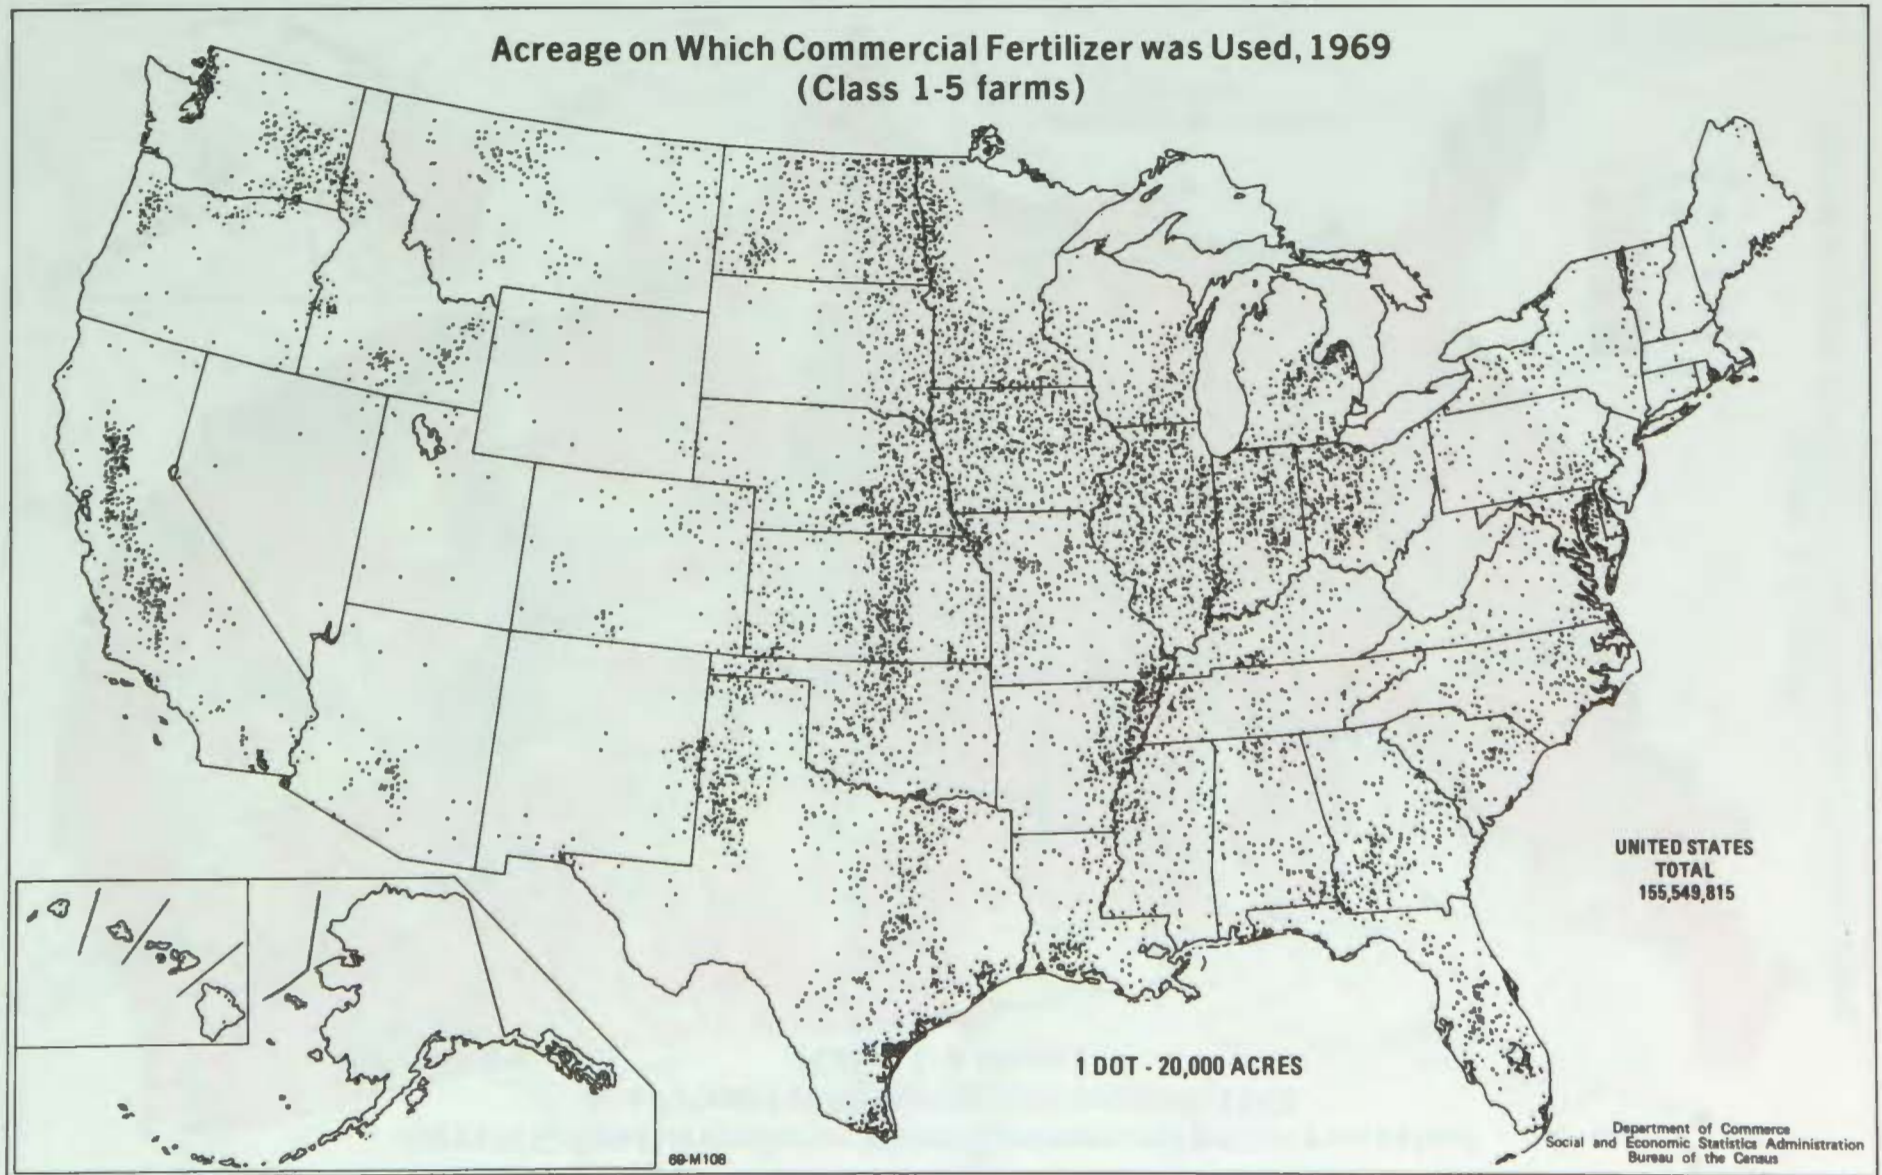 Acreage on Which Commercial Fertilizer was Used, 1969
(Class 1-5 farms)
UNITED STATES
TOTAL
155,549,815
1 DOT - 20,000 ACRES
69-M108
Department of Commerce
Social and Economic Statistics Administration
Bureau of the Census